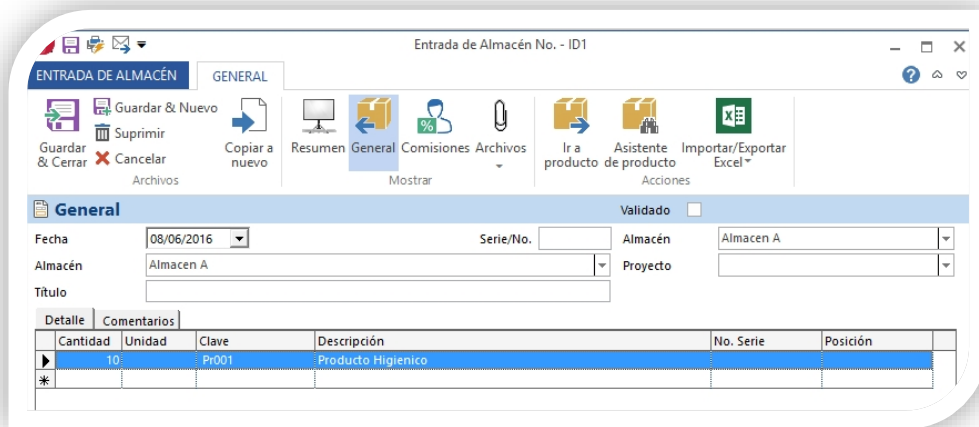 Entrada de Almacén No. - ID1
ENTRADA DE ALMACÉN GENERAL
Guardar & Cerrar
Guardar & Nuevo
Suprimir
Cancelar
Copiar a nuevo
Archivos
Resumen General Comisiones Archivos
Mostrar
Ir a producto
Asistente de producto
Importar/Exportar Excel
Acciones
General Validado
Fecha 08/06/2016 Serie/No. Almacén Almacen A
Almacén Almacen A Proyecto
Título
Detalle Comentarios
Cantidad Unidad Clave Descripción No. Serie Posición
10 Pr001 Producto Higienico